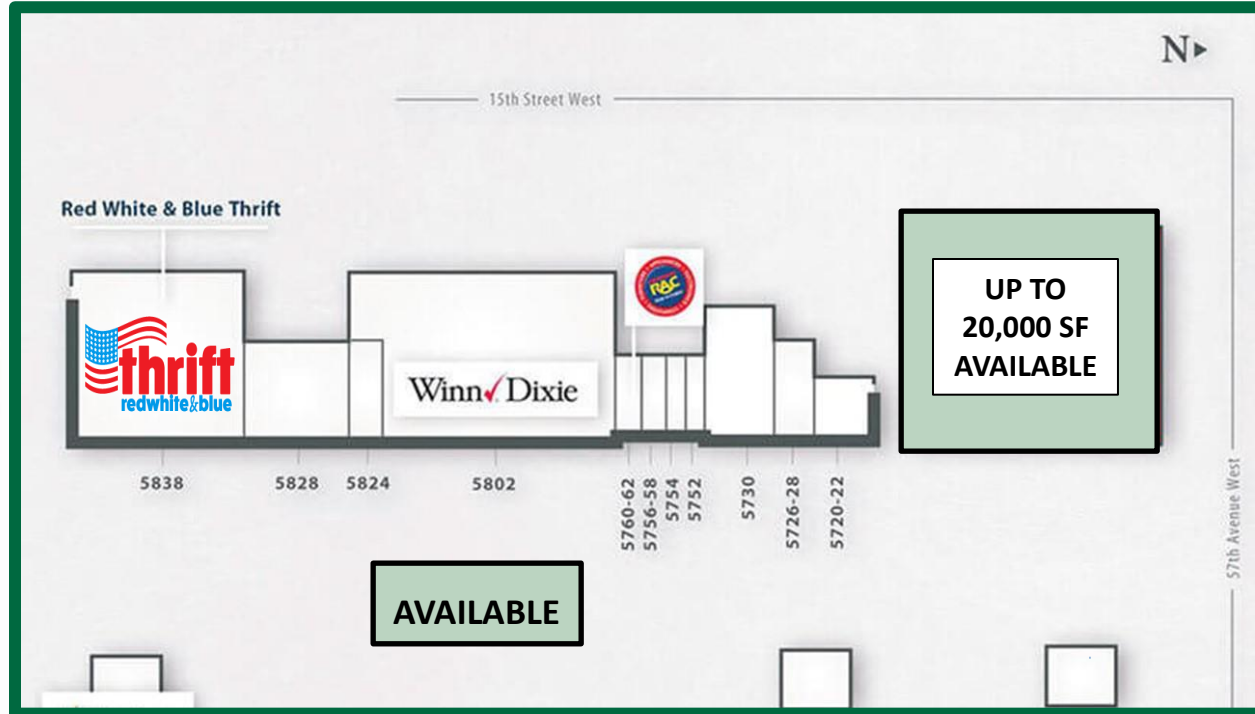 N
15th Street West
Red White & Blue Thrift
RAC
UP TO
20,000 SF
AVAILABLE
thrift
redwhite&blue
Winn Dixie
5838
5828
5824
5802
5760-62
5756-58
5754
5752
5730
5726-28
5720-22
57th Avenue West
AVAILABLE